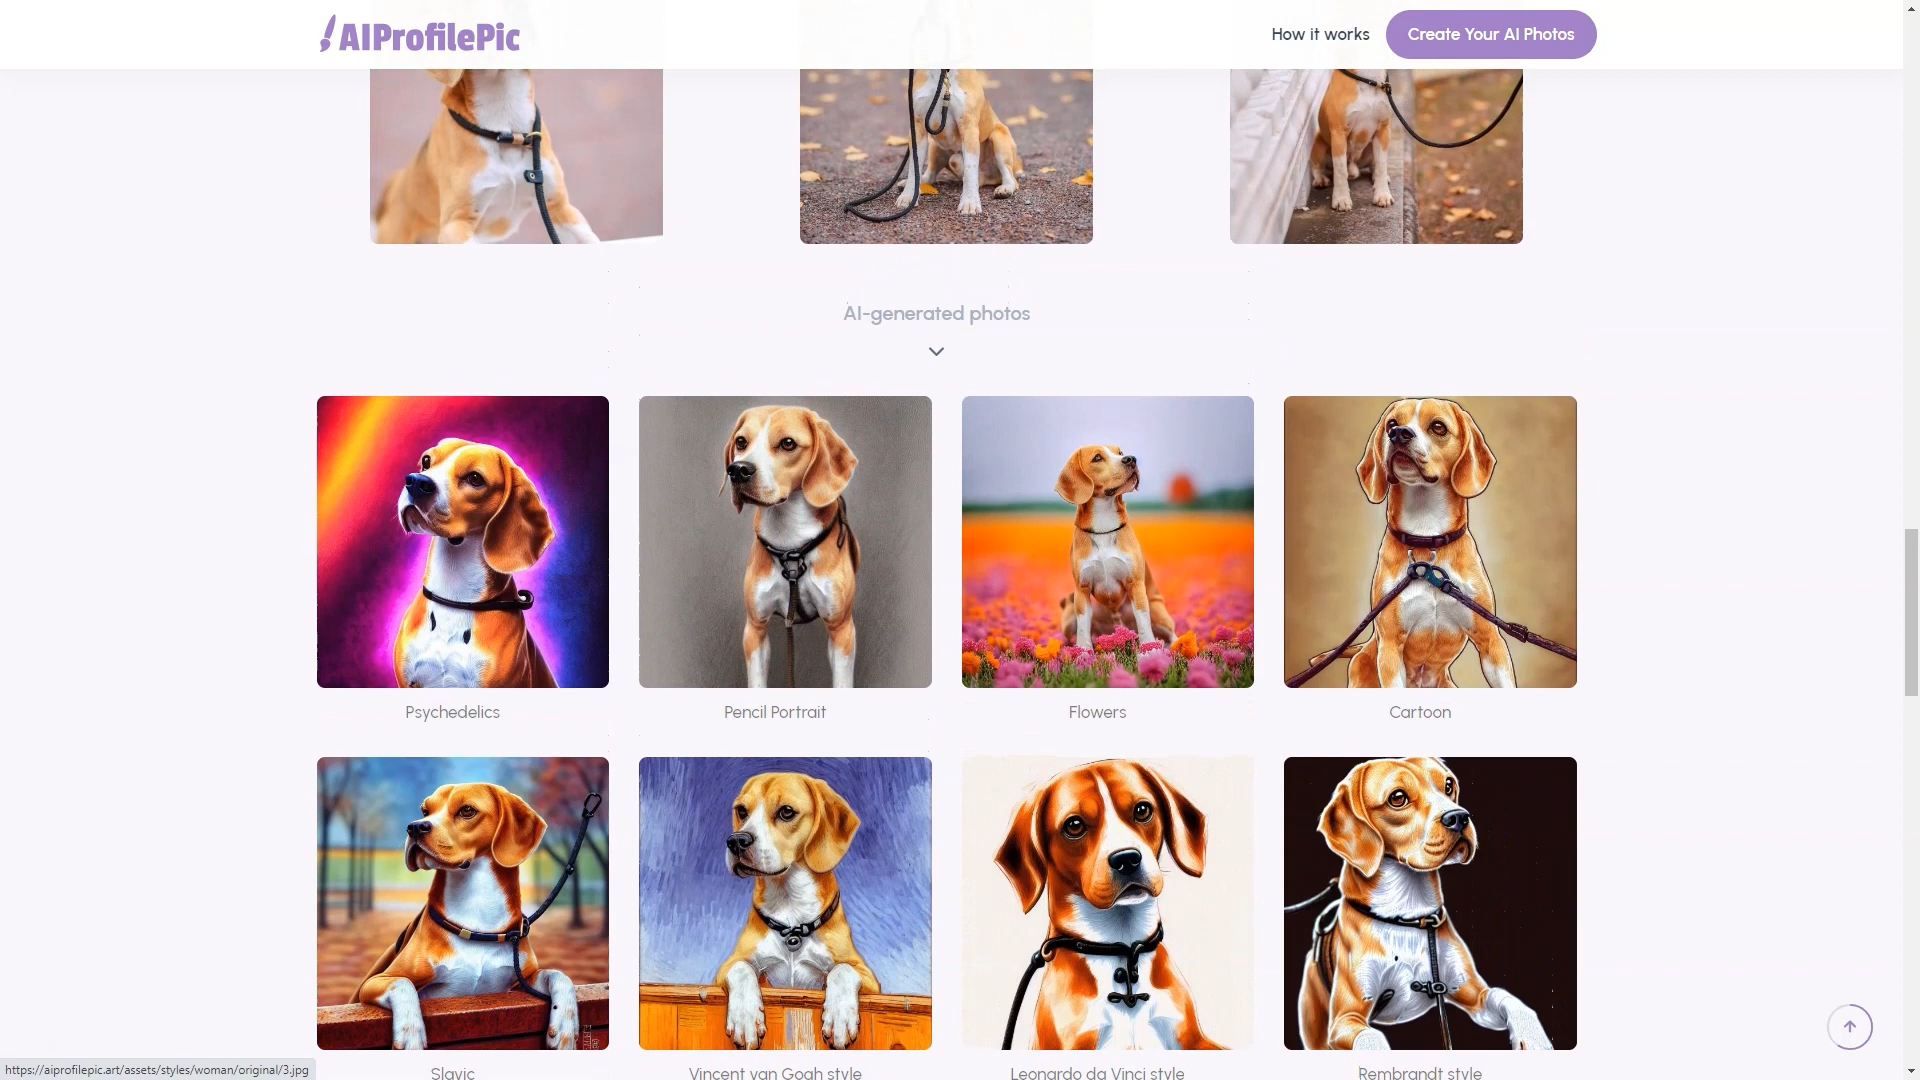 AIProfilePic
How it works
Create Your AI Photos
AI-generated photos
Psychedelics
Pencil Portrait
Flowers
Cartoon
Slavic
Vincent van Gogh style
Leonardo da Vinci style
Rembrandt style
https://aiprofilepic.art/assets/styles/woman/original/3.jpg